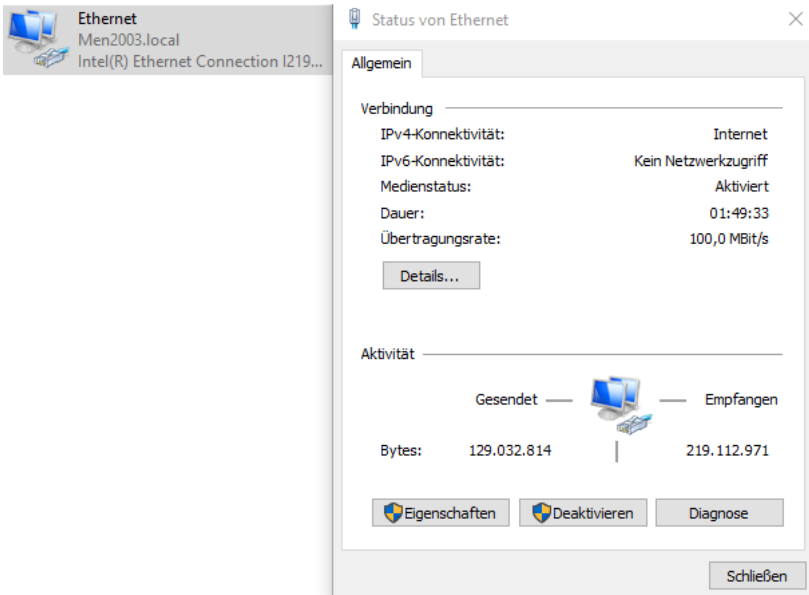 Ethernet
Men2003.local
Intel(R) Ethernet Connection I219...
Status von Ethernet
Allgemein
Verbindung
IPv4-Konnektivität: Internet
IPv6-Konnektivität: Kein Netzwerkzugriff
Medienstatus: Aktiviert
Dauer: 01:49:33
Übertragungsrate: 100,0 MBit/s
Details...
Aktivität
Gesendet Empfangen
Bytes: 129.032.814 219.112.971
Eigenschaften Deaktivieren Diagnose
Schließen